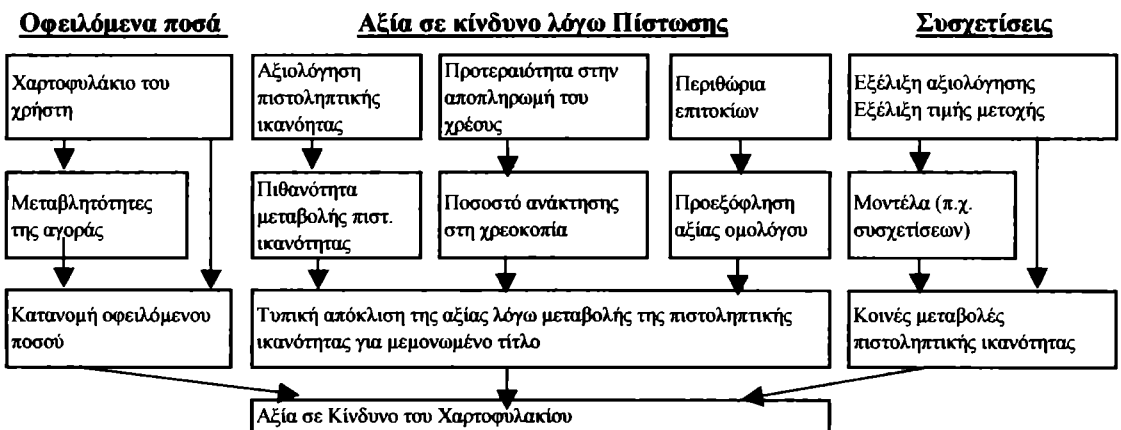 Οφειλόμενα ποσά
Αξία σε κίνδυνο λόγω Πίστωσης
Συσχετίσεις
Χαρτοφυλάκιο του
χρήστη
Αξιολόγηση
πιστοληπτικής
ικανόητας
Προτεραιότητα στην
αποπληρωμή του
χρέσυς
Περιθώρια
επιτοκίων
Εξέλιξη αξιολόγησης
Εξέλιξη τιμής μετοχής
Μεταβλητότητες
της αγοράς
Πιθανότητα
μεταβολής πιστ.
ικανότητας
Ποσοστό ανάκτησης
στη χρεοκοπία
Προεξόφληση
αξίας ομολόγου
Μοντέλα (π.χ.
συσχετίσεων)
Κατανομή οφειλόμενου
ποσού
Τυπική απόκλιση της αξίας λόγω μεταβολής της πιστοληπτικής
ικανότητας για μεμονωμένο τίτλο
Κοινές μεταβολές
πιστοληπτικής ικανότητας
Αξία σε Κίνδυνο του Χαρτοφυλακίου